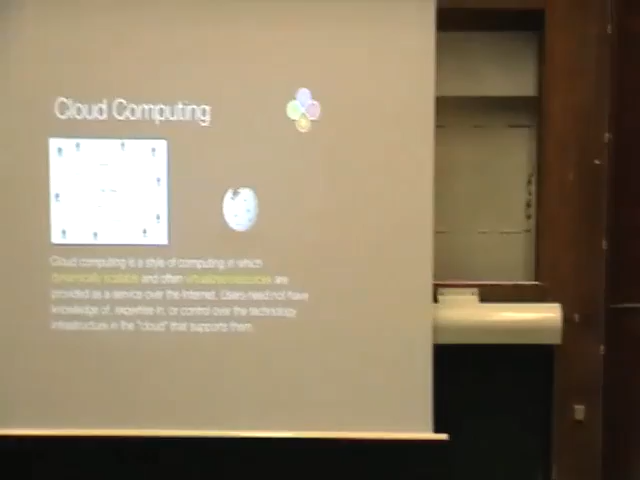 Cloud Computing
Cloud computing is a style of computing in which
dynamically scalable and often virtualized resources are
provided as a service over the Internet. Users need not have
knowledge of, expertise in, or control over the technology
infrastructure in the "cloud" that supports them.